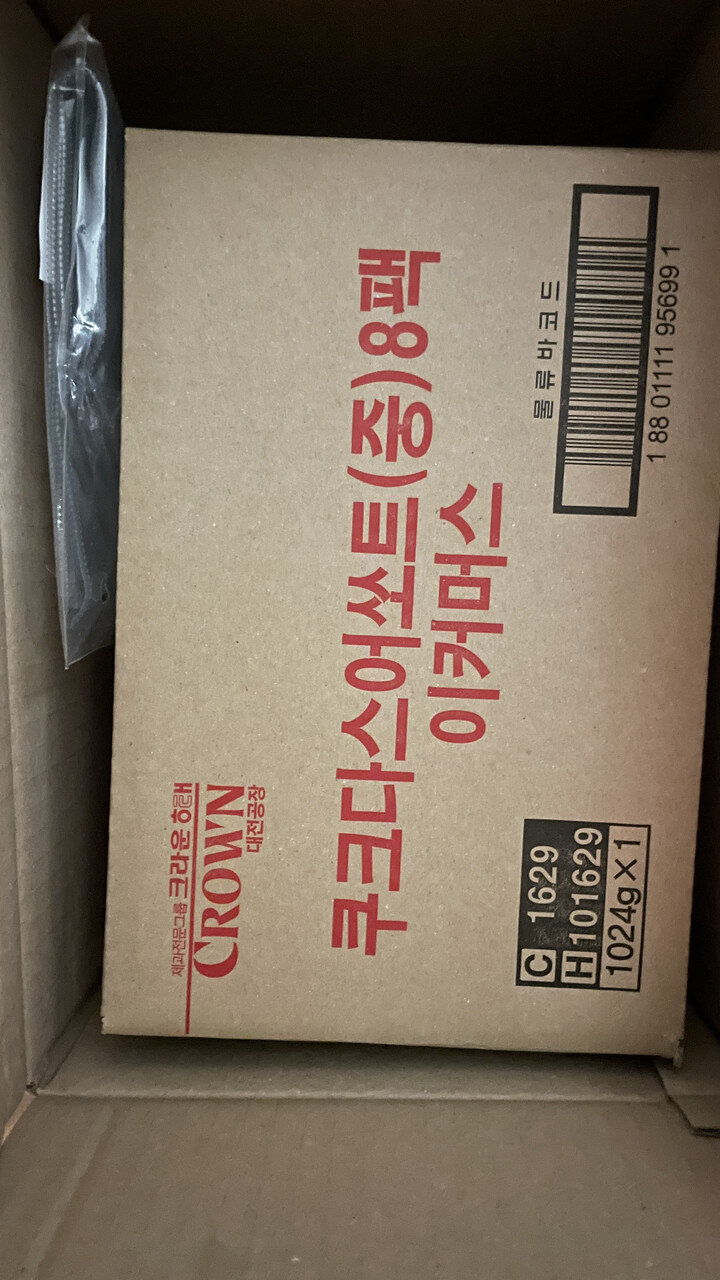 제과전문그룹 크라운 해태
CROWN
대전공장
쿠크다스어쏘트(중)8팩
이커머스
물류바코드
1 88 01111 95699 1
C 1629
H 101629
1024g×1